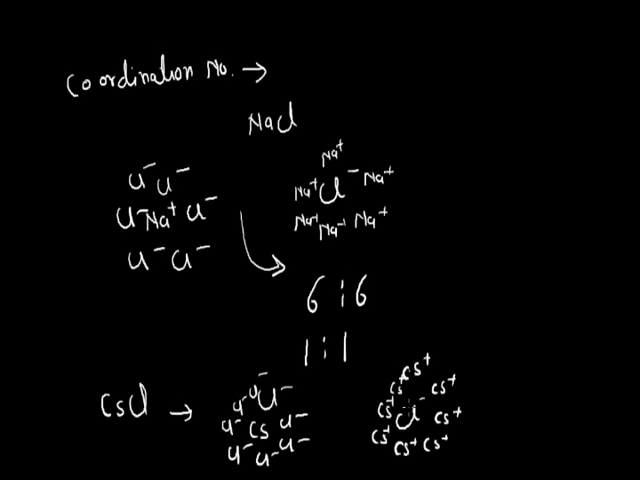 Coordination No. →
NaCl
Cl⁻ Cl⁻
Cl⁻ Na⁺ Cl⁻
Cl⁻ Cl⁻
Na⁺
Na⁺ Cl⁻ Na⁺
Na⁺ Na⁺ Na⁺
6 : 6
1 : 1
CsCl →
Cl⁻ Cl⁻ Cl⁻
Cl⁻ Cs Cl⁻
Cl⁻ Cl⁻ Cl⁻
Cs⁺
Cs⁺ Cs⁺
Cs⁺ Cl⁻ Cs⁺
Cs⁺ Cs⁺ Cs⁺